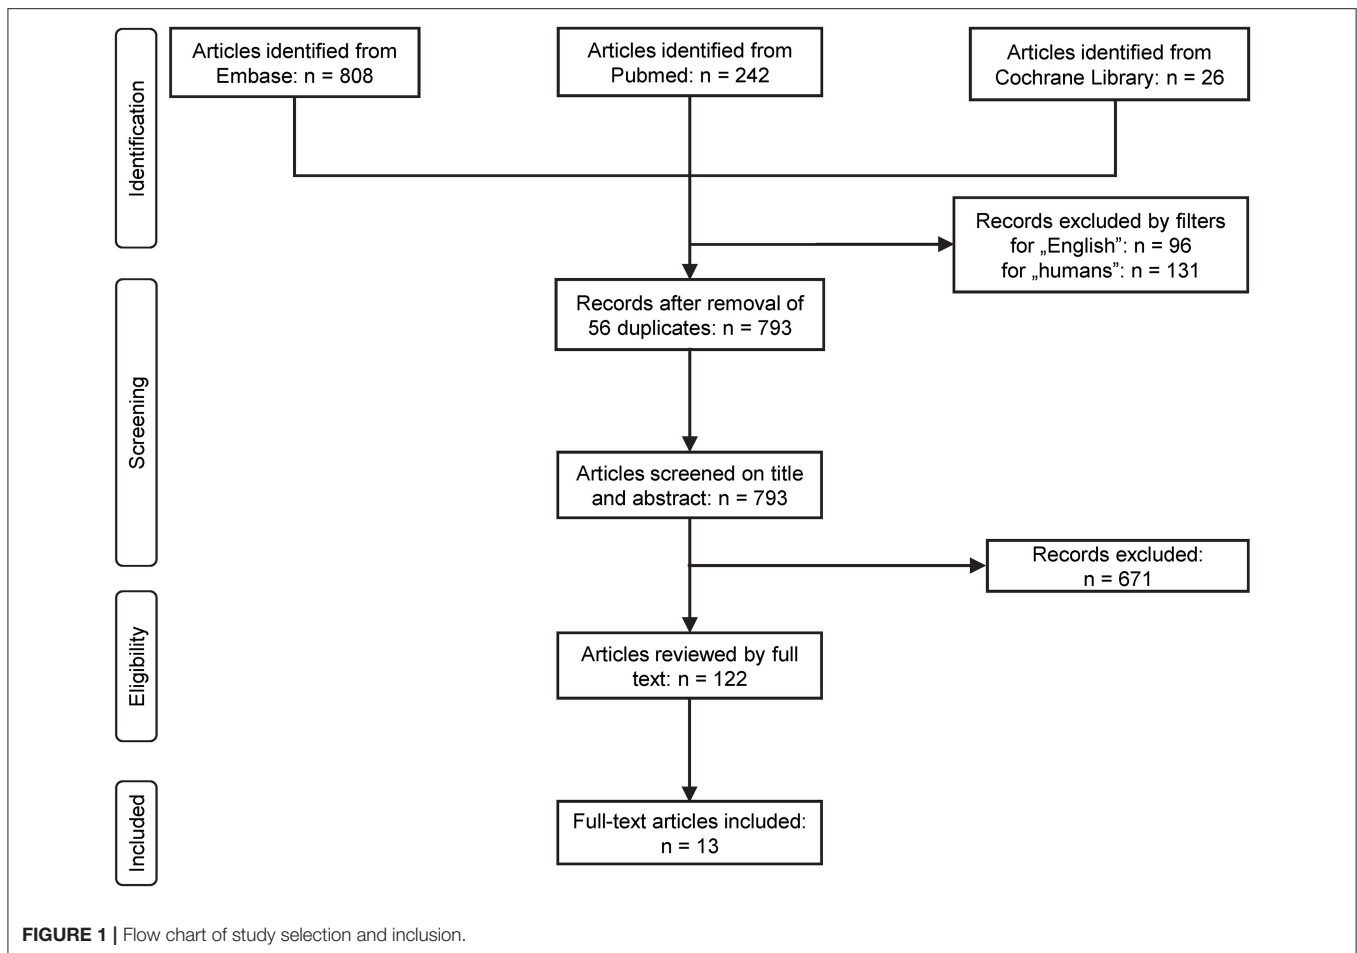 Identification
Articles identified from
Embase: n = 808
Articles identified from
Pubmed: n = 242
Articles identified from
Cochrane Library: n = 26
Records excluded by filters
for „English”: n = 96
for „humans”: n = 131
Screening
Records after removal of
56 duplicates: n = 793
Articles screened on title
and abstract: n = 793
Records excluded:
n = 671
Eligibility
Articles reviewed by full
text: n = 122
Included
Full-text articles included:
n = 13
FIGURE 1 | Flow chart of study selection and inclusion.